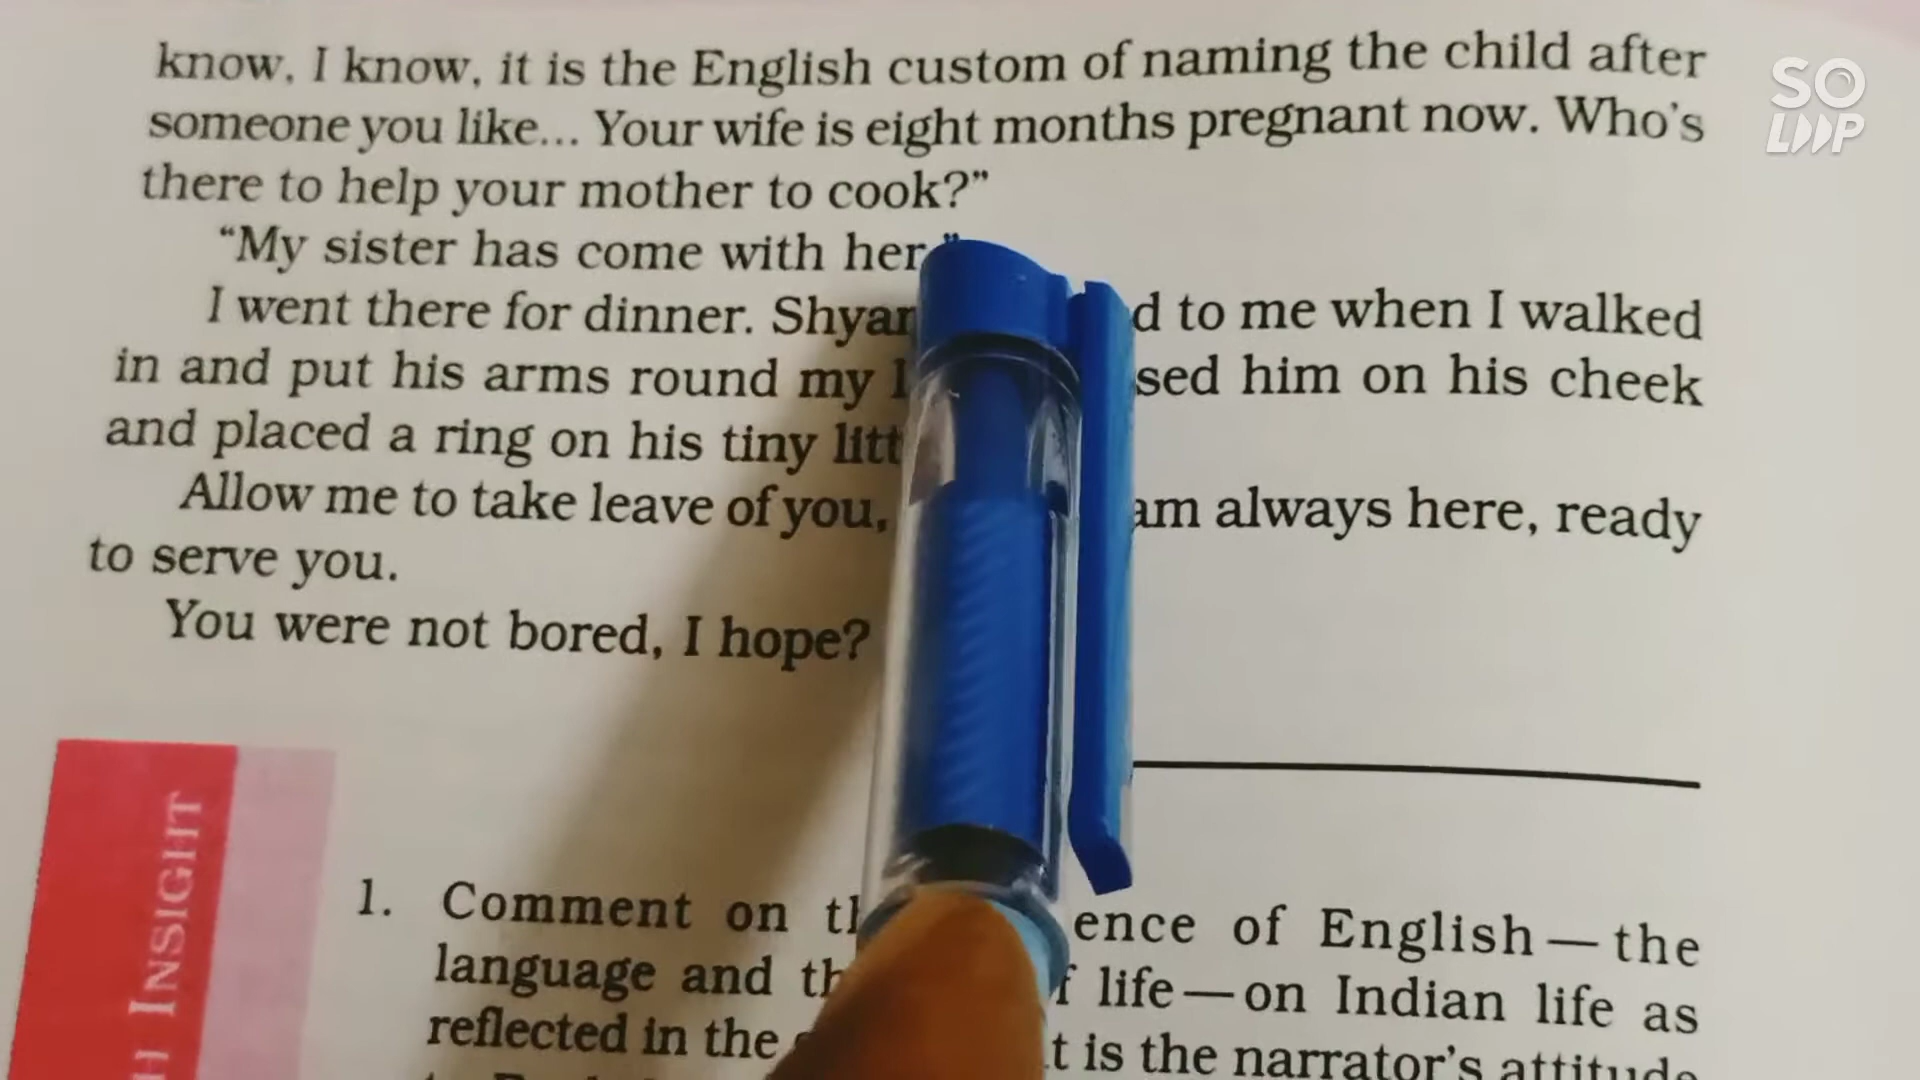 know, I know, it is the English custom of naming the child after
someone you like... Your wife is eight months pregnant now. Who's
there to help your mother to cook?”
“My sister has come with her.”
I went there for dinner. to me when I walked
in and put his arms round my him on his cheek
and placed a ring on his tiny
Allow me to take leave of you, am always here, ready
to serve you.
You were not bored, I hope?
1. Comment on of English — the
language and life — on Indian life as
reflected in the is the narrator's attitude
INSIGHT
SO
LOOP